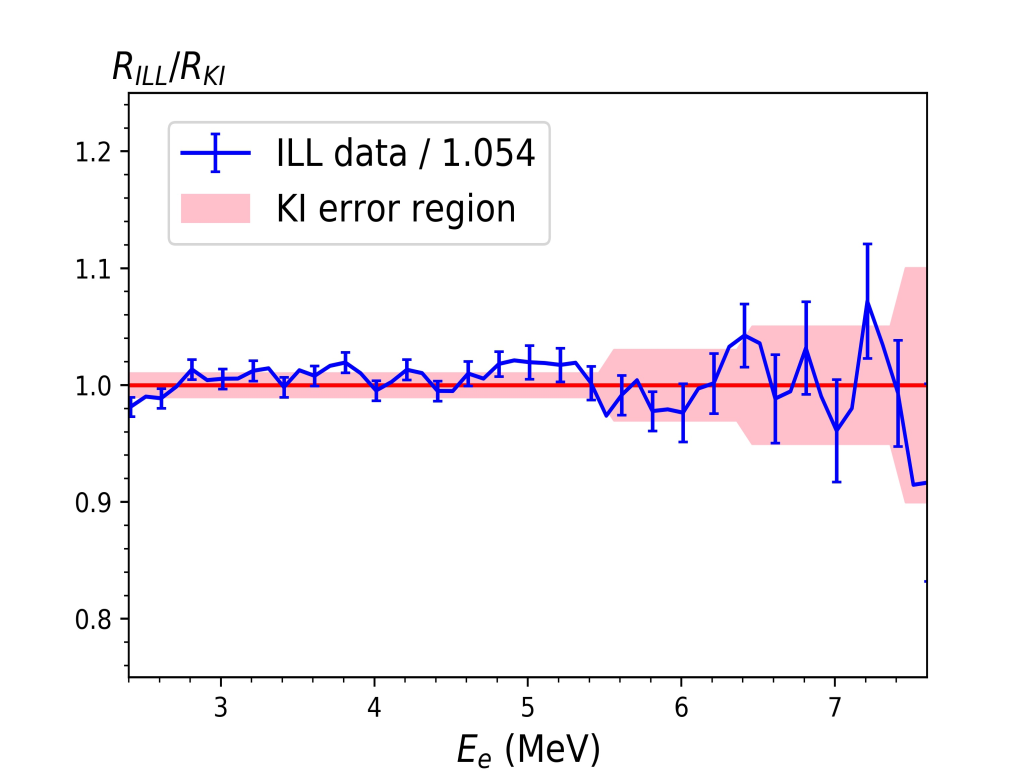 R_ILL/R_KI
ILL data / 1.054
KI error region
1.2
1.1
1.0
0.9
0.8
3 4 5 6 7
E_e (MeV)